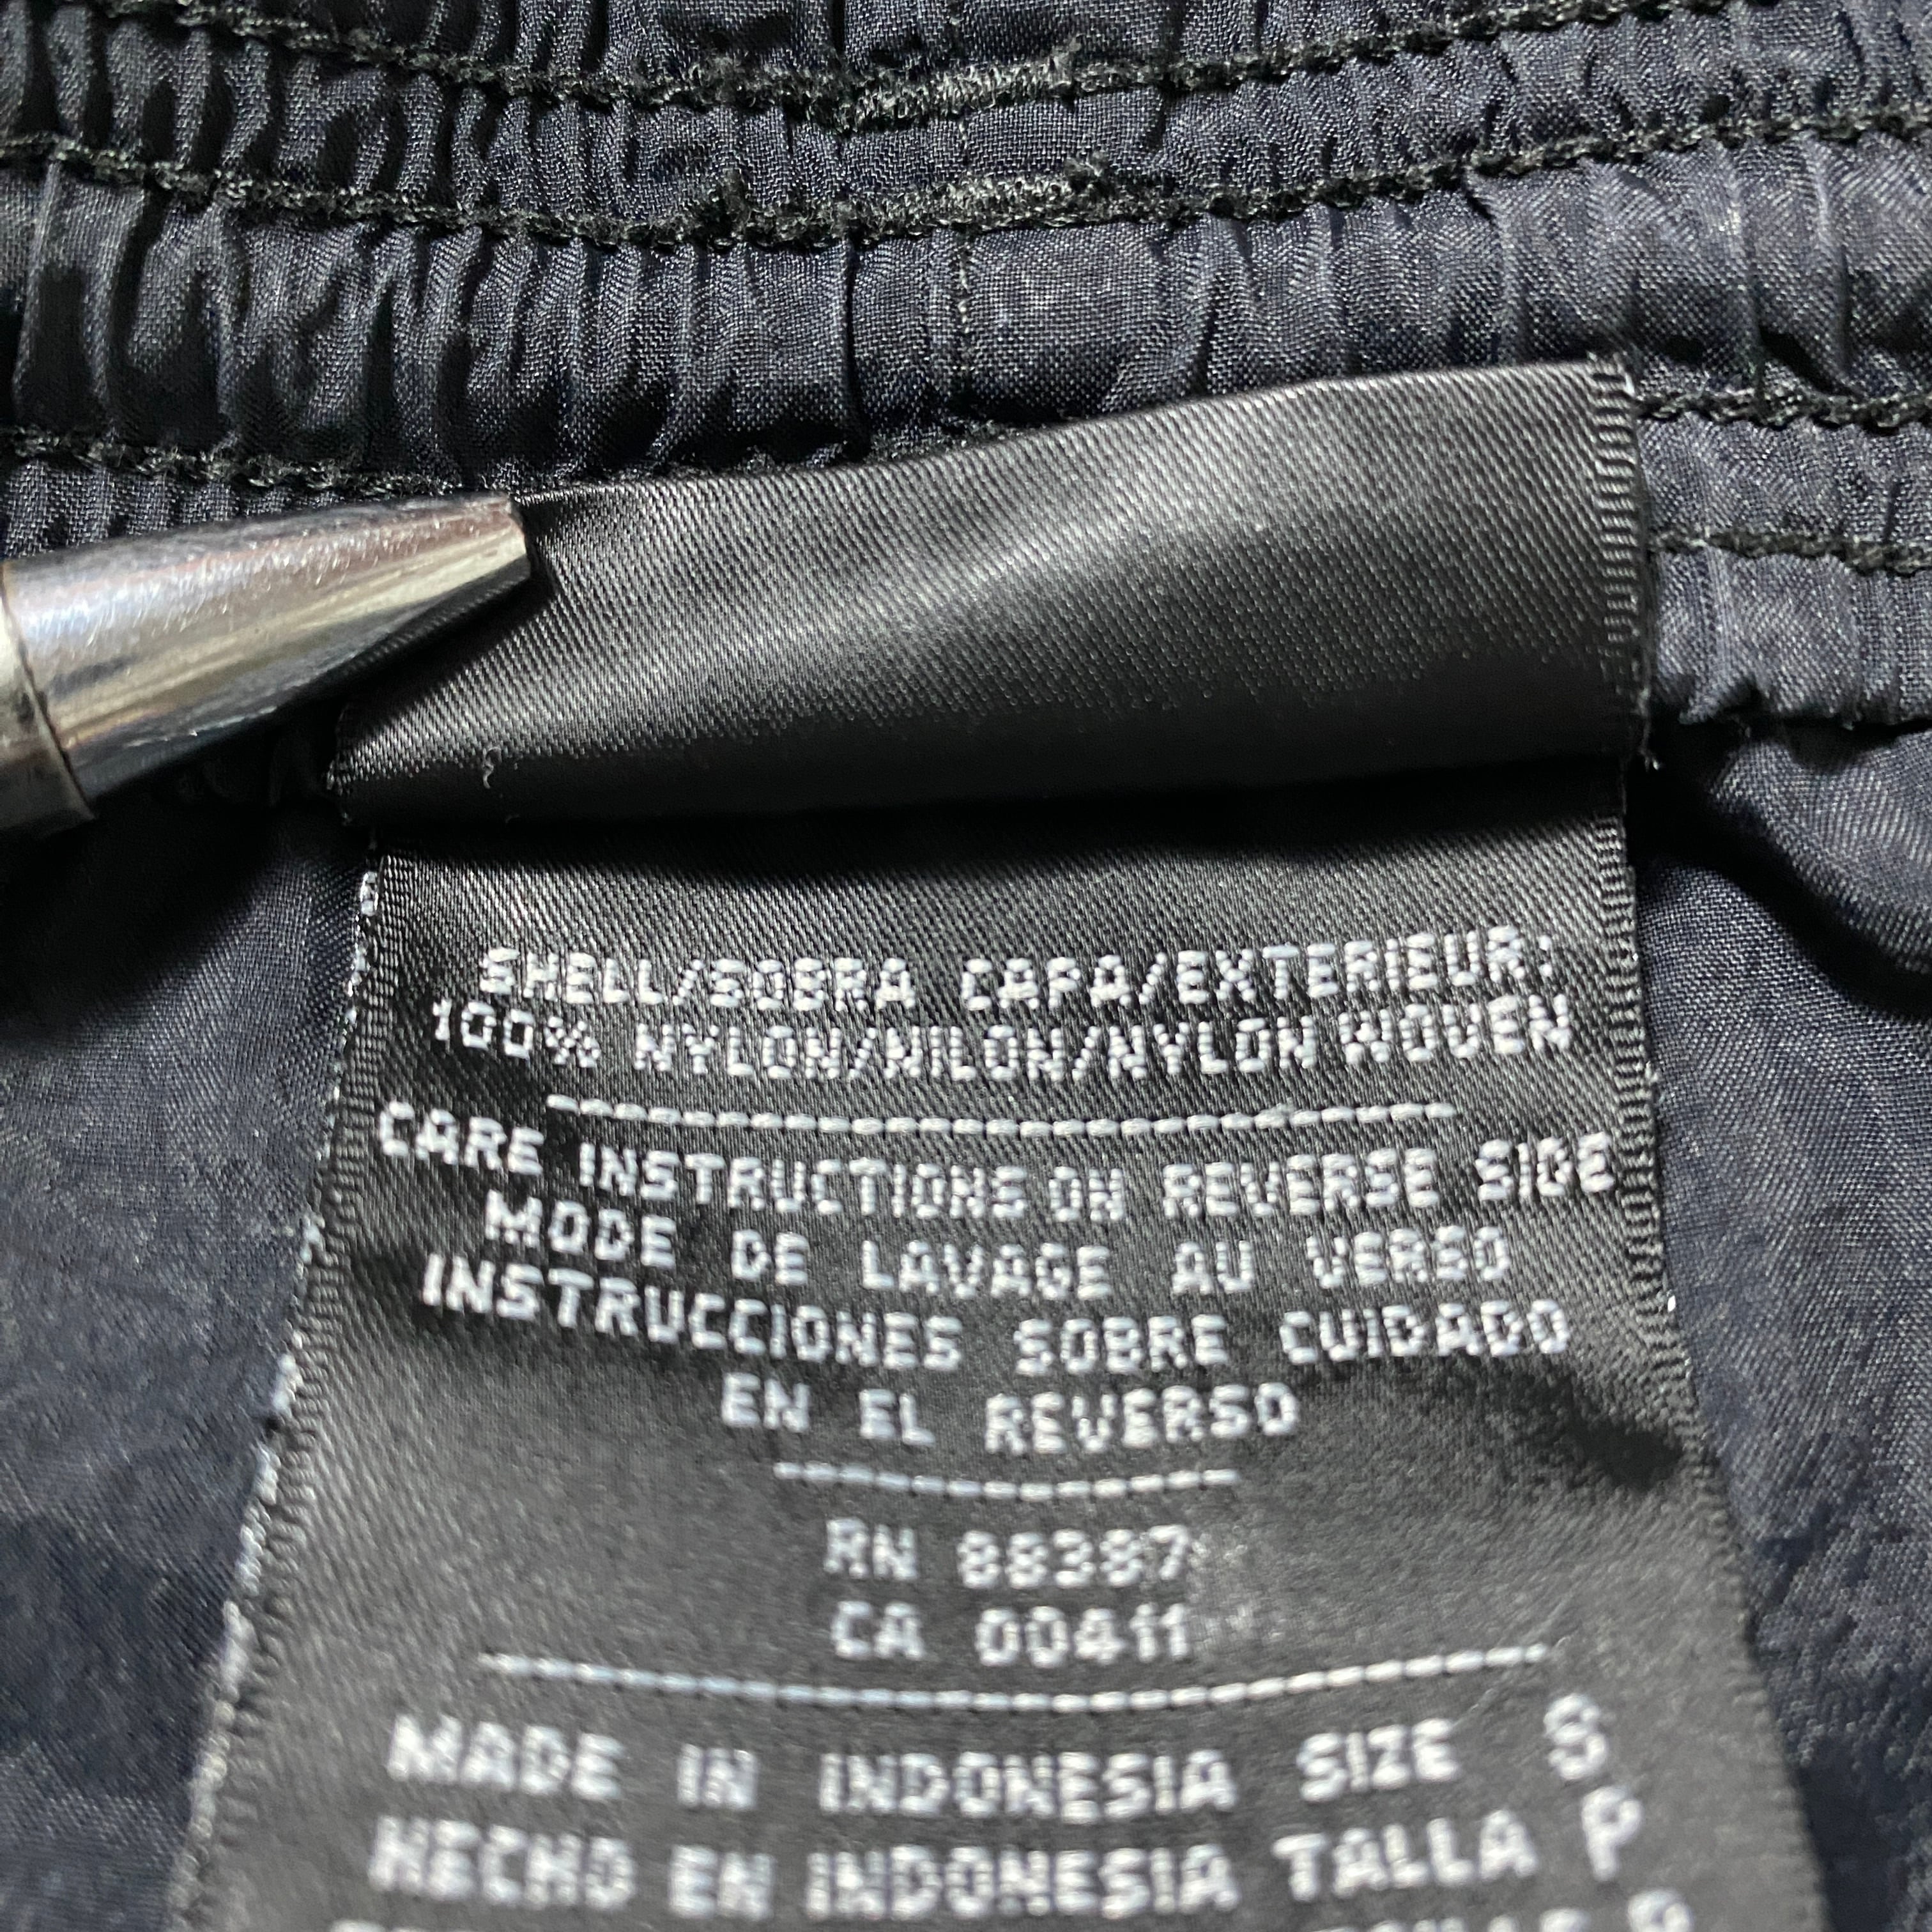 SHELL/SOBRA CAPA/EXTERIEUR:
100% NYLON/NILON/NYLON WOVEN
CARE INSTRUCTIONS ON REVERSE SIDE
MODE DE LAVAGE AU VERSO
INSTRUCCIONES SOBRE CUIDADO
EN EL REVERSO
RN 88387
CA 00411
MADE IN INDONESIA SIZE S
HECHO EN INDONESIA TALLA P